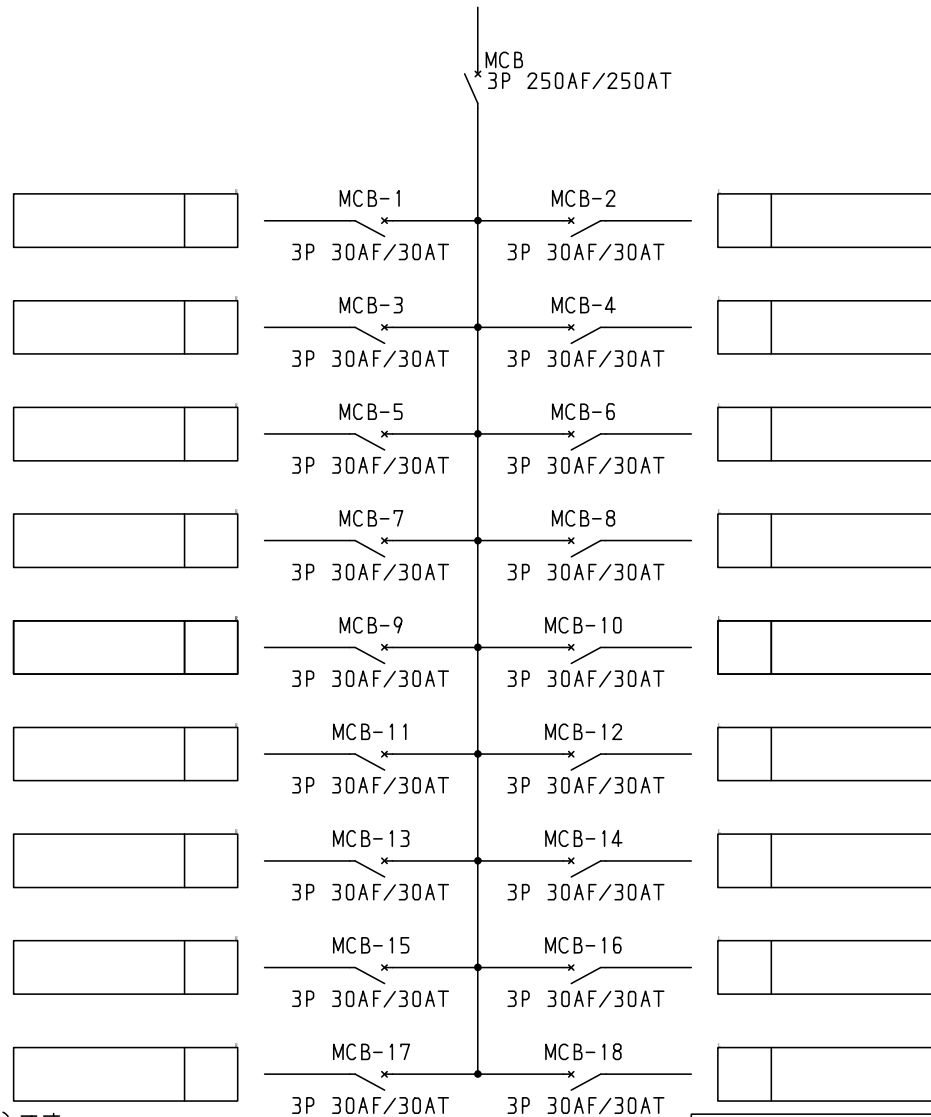 MCB
3P 250AF/250AT
MCB-1 MCB-2
3P 30AF/30AT 3P 30AF/30AT
MCB-3 MCB-4
3P 30AF/30AT 3P 30AF/30AT
MCB-5 MCB-6
3P 30AF/30AT 3P 30AF/30AT
MCB-7 MCB-8
3P 30AF/30AT 3P 30AF/30AT
MCB-9 MCB-10
3P 30AF/30AT 3P 30AF/30AT
MCB-11 MCB-12
3P 30AF/30AT 3P 30AF/30AT
MCB-13 MCB-14
3P 30AF/30AT 3P 30AF/30AT
MCB-15 MCB-16
3P 30AF/30AT 3P 30AF/30AT
MCB-17 MCB-18
3P 30AF/30AT 3P 30AF/30AT